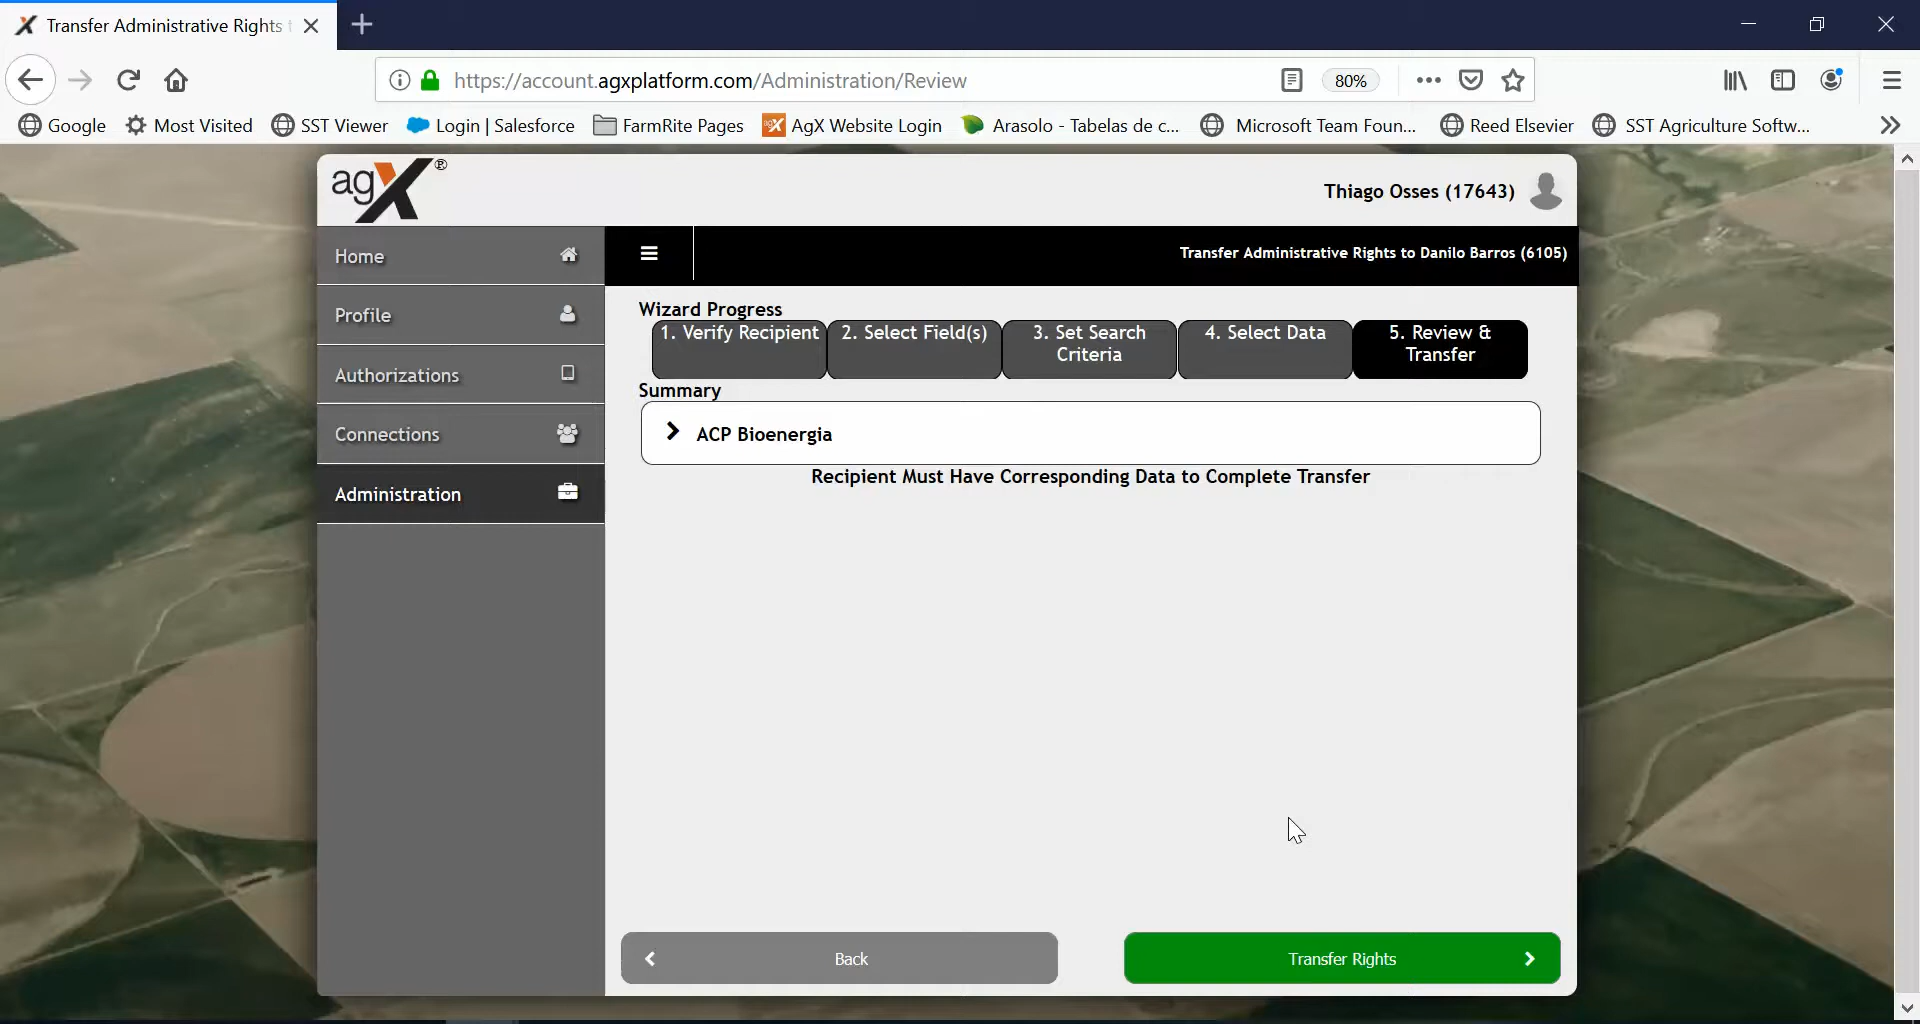 Transfer Administrative Rights
https://account.agxplatform.com/Administration/Review
80%
Google
Most Visited
SST Viewer
Login | Salesforce
FarmRite Pages
AgX Website Login
Arasolo - Tabelas de c...
Microsoft Team Foun...
Reed Elsevier
SST Agriculture Softw...
agX®
Thiago Osses (17643)
Home
Profile
Authorizations
Connections
Administration
Transfer Administrative Rights to Danilo Barros (6105)
Wizard Progress
1. Verify Recipient
2. Select Field(s)
3. Set Search
Criteria
4. Select Data
5. Review &
Transfer
Summary
ACP Bioenergia
Recipient Must Have Corresponding Data to Complete Transfer
Back
Transfer Rights